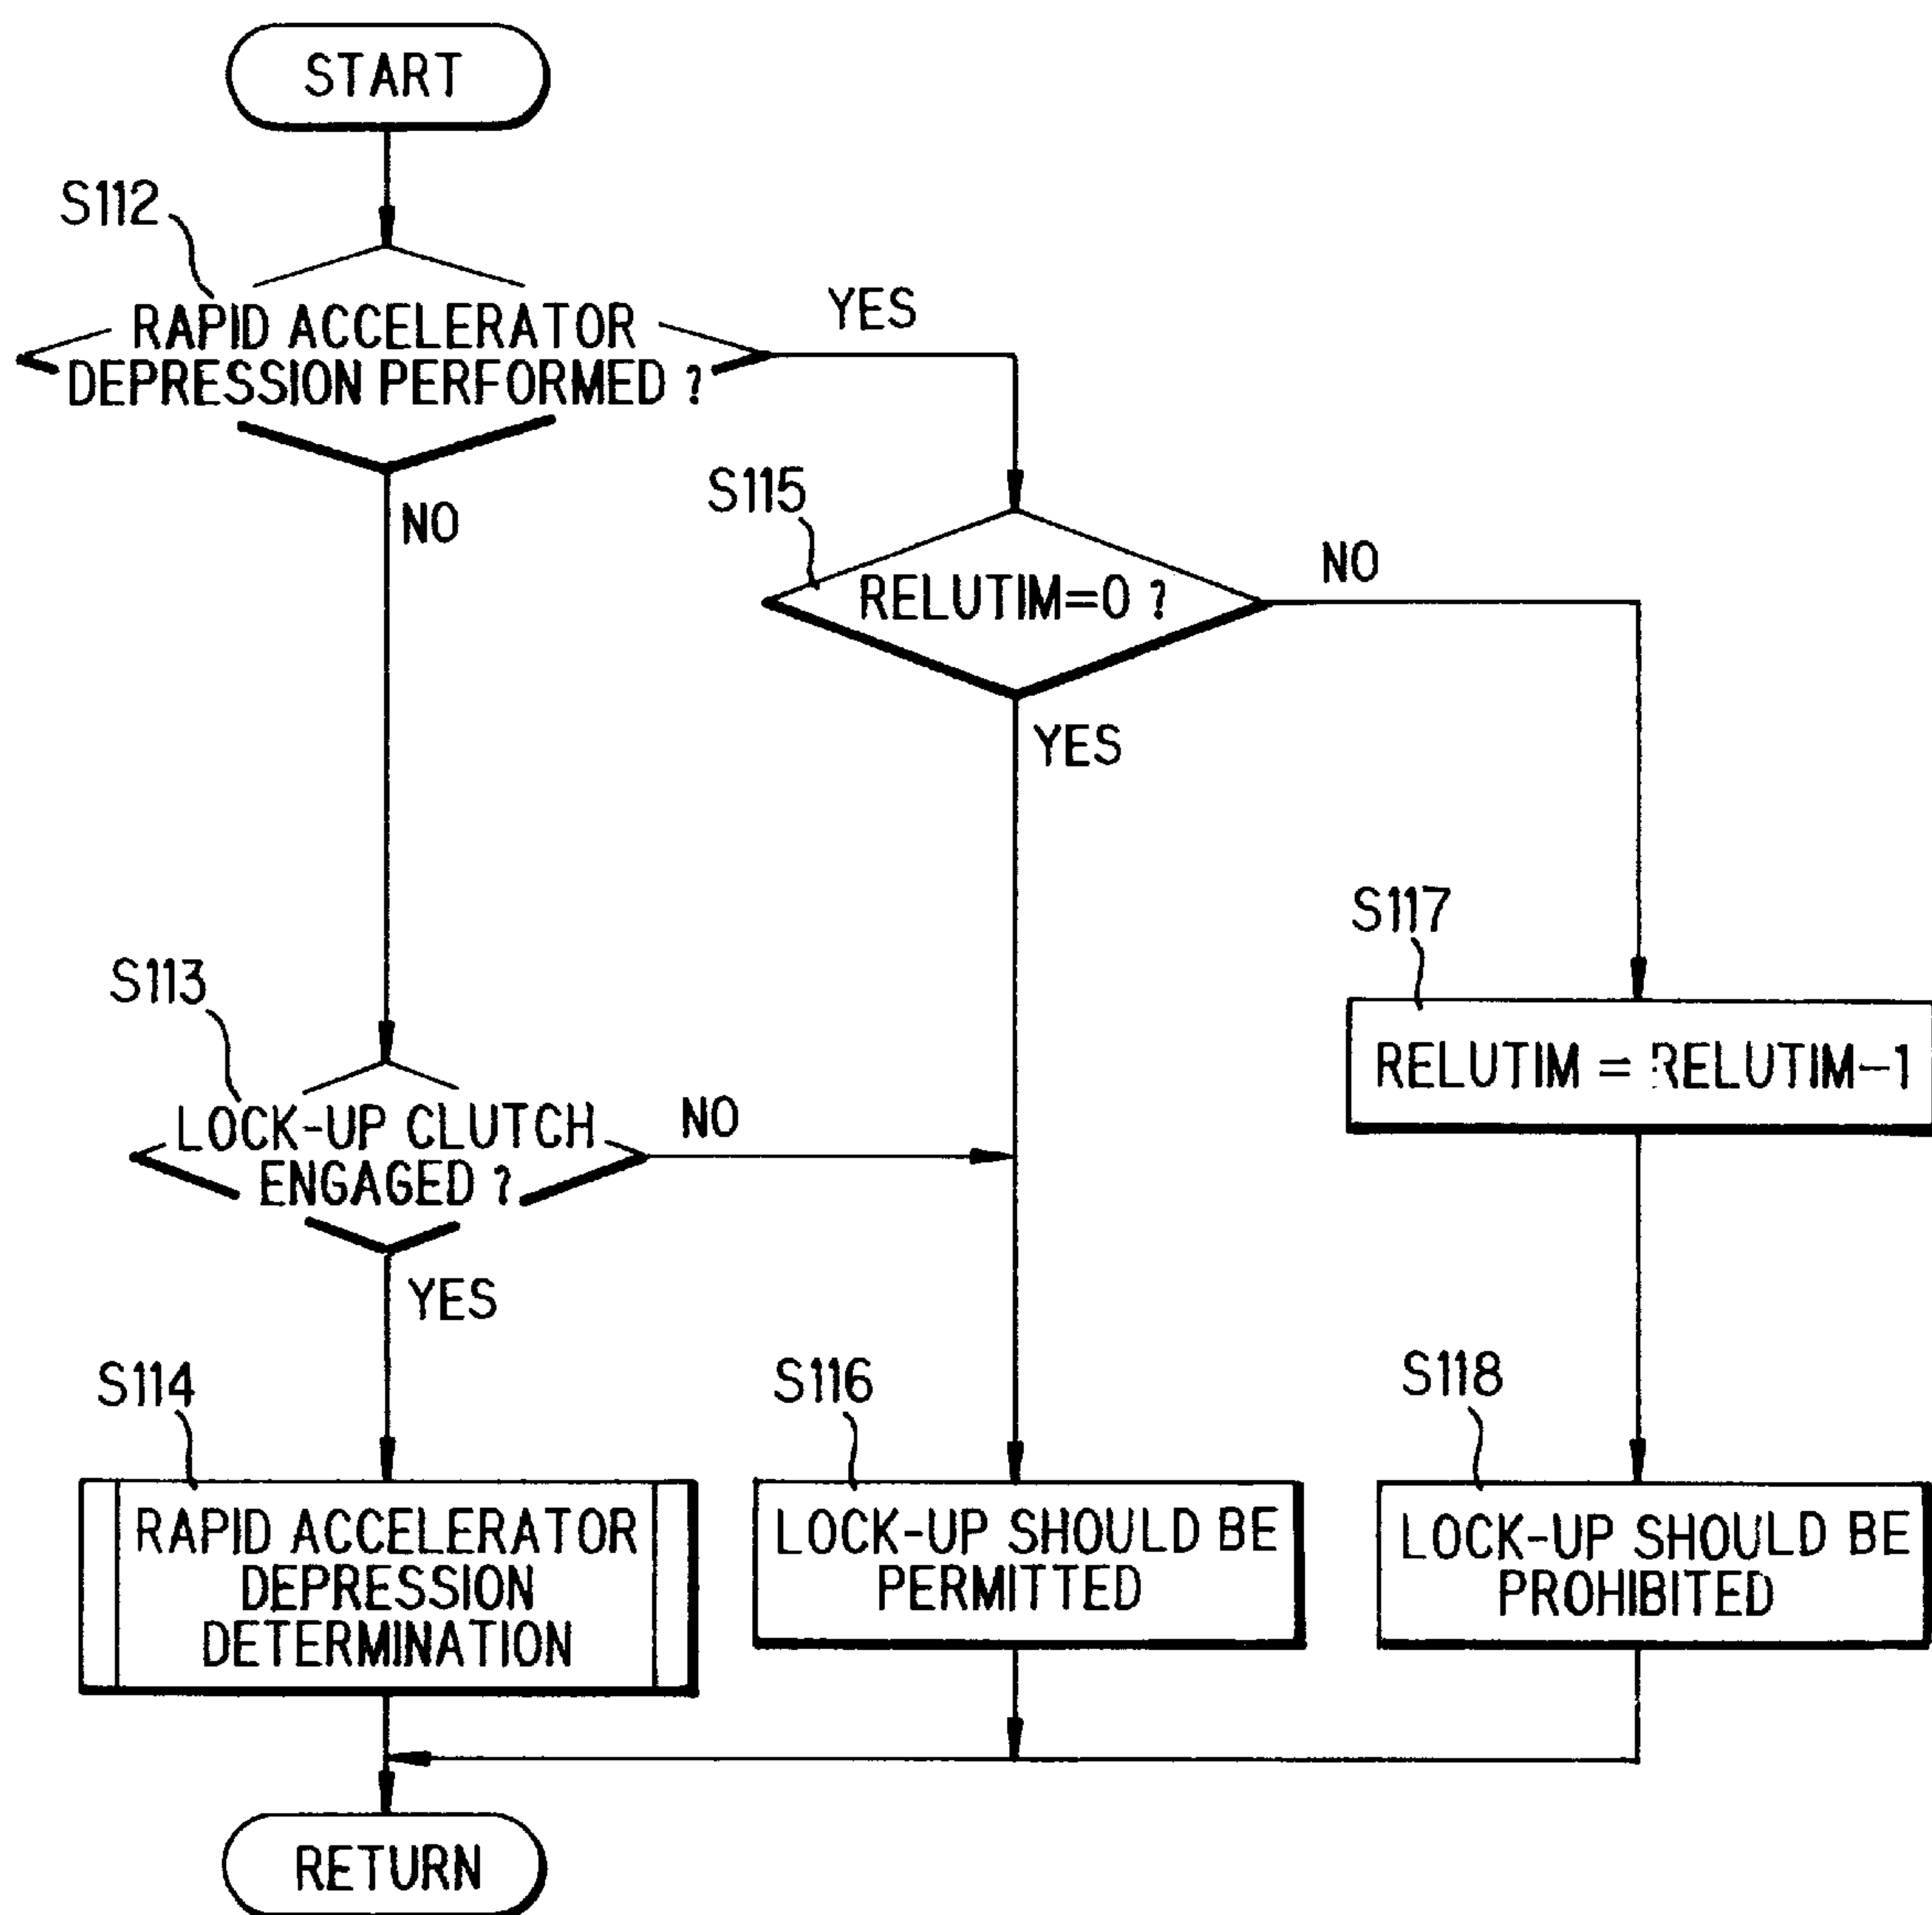 START
S112
RAPID ACCELERATOR
DEPRESSION PERFORMED ?
YES
NO
S115
RELUTIM=0 ?
NO
YES
S117
RELUTIM = RELUTIM-1
S113
LOCK-UP CLUTCH
ENGAGED ?
NO
YES
S114
RAPID ACCELERATOR
DEPRESSION
DETERMINATION
S116
LOCK-UP SHOULD BE
PERMITTED
S118
LOCK-UP SHOULD BE
PROHIBITED
RETURN